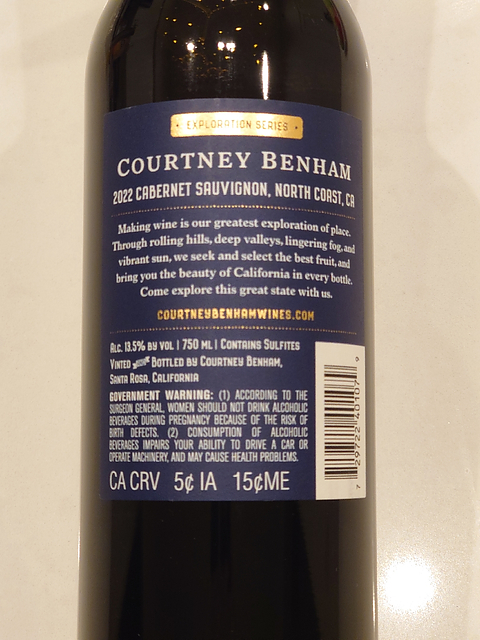 • EXPLORATION SERIES •
COURTNEY BENHAM
2022 CABERNET SAUVIGNON, NORTH COAST, CA
Making wine is our greatest exploration of place.
Through rolling hills, deep valleys, lingering fog, and
vibrant sun, we seek and select the best fruit, and
bring you the beauty of California in every bottle.
Come explore this great state with us.
COURTNEYBENHAMWINES.COM
ALC. 13.5% BY VOL | 750 ML | CONTAINS SULFITES
VINTED BOTTLED BY COURTNEY BENHAM,
SANTA ROSA, CALIFORNIA
GOVERNMENT WARNING: (1) ACCORDING TO THE
SURGEON GENERAL, WOMEN SHOULD NOT DRINK ALCOHOLIC
BEVERAGES DURING PREGNANCY BECAUSE OF THE RISK OF
BIRTH DEFECTS. (2) CONSUMPTION OF ALCOHOLIC
BEVERAGES IMPAIRS YOUR ABILITY TO DRIVE A CAR OR
OPERATE MACHINERY, AND MAY CAUSE HEALTH PROBLEMS.
CA CRV 5¢ IA 15¢ME
7 29722 40107 9